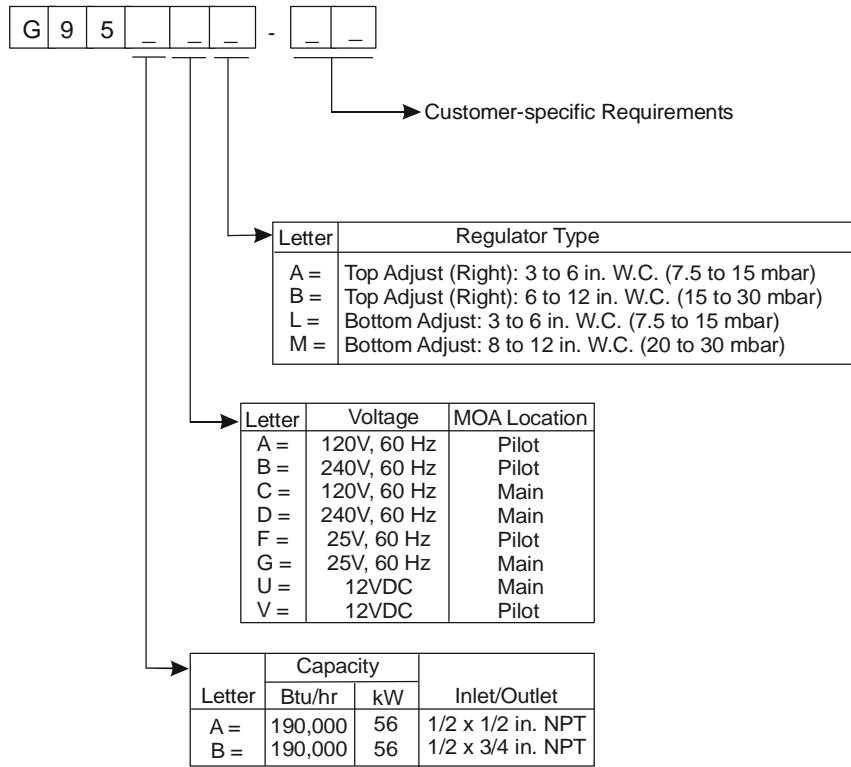 G 9 5 _ _ _ - _ _
Customer-specific Requirements
Letter Regulator Type
A = Top Adjust (Right): 3 to 6 in. W.C. (7.5 to 15 mbar)
B = Top Adjust (Right): 6 to 12 in. W.C. (15 to 30 mbar)
L = Bottom Adjust: 3 to 6 in. W.C. (7.5 to 15 mbar)
M = Bottom Adjust: 8 to 12 in. W.C. (20 to 30 mbar)
Letter Voltage MOA Location
A = 120V, 60 Hz Pilot
B = 240V, 60 Hz Pilot
C = 120V, 60 Hz Main
D = 240V, 60 Hz Main
F = 25V, 60 Hz Pilot
G = 25V, 60 Hz Main
U = 12VDC Main
V = 12VDC Pilot
Capacity
Letter Btu/hr kW Inlet/Outlet
A = 190,000 56 1/2 x 1/2 in. NPT
B = 190,000 56 1/2 x 3/4 in. NPT